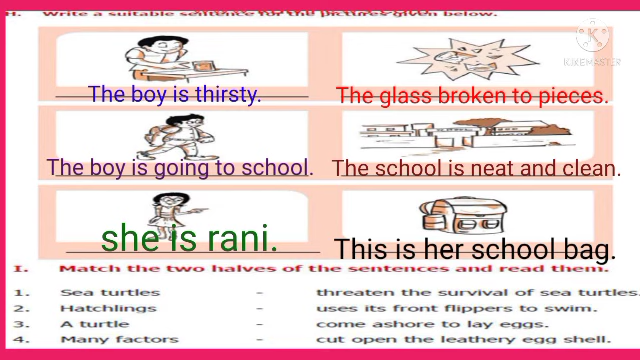 H. Write a suitable sentence for the pictures given below.
KINEMASTER
The boy is thirsty.
The glass broken to pieces.
The boy is going to school.
The school is neat and clean.
she is rani.
This is her school bag.
I. Match the two halves of the sentences and read them.
1. Sea turtles - threaten the survival of sea turtles.
2. Hatchlings - uses its front flippers to swim.
3. A turtle - come ashore to lay eggs.
4. Many factors - cut open the leathery egg shell.